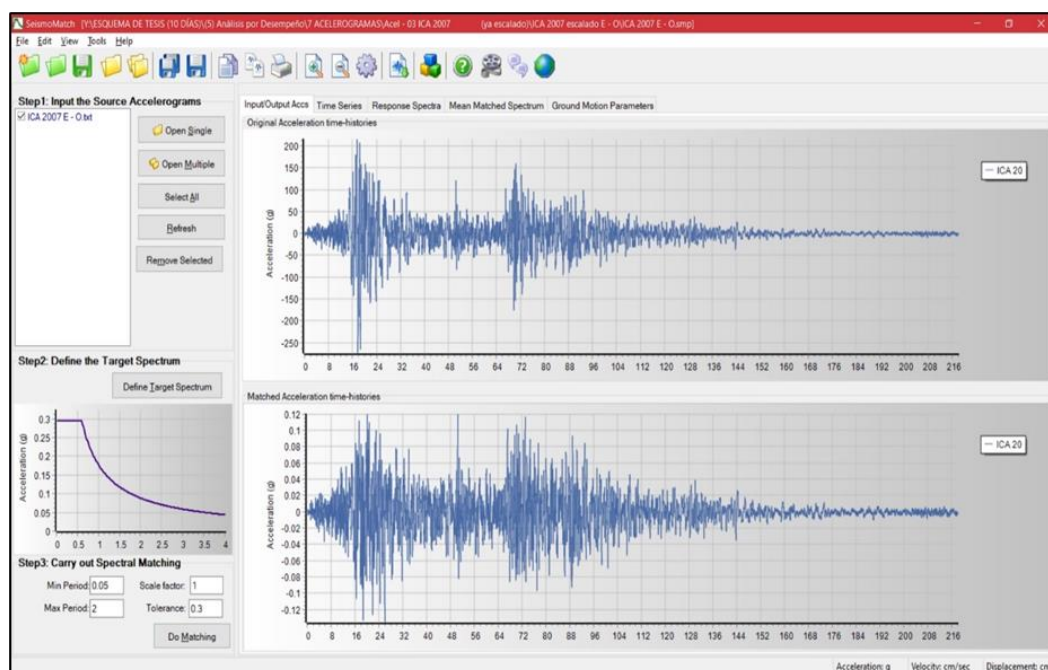 SeismoMatch [Y:\ESQUEMA DE TESIS (10 DÍAS)\(5) Análisis por Desempeño\7 ACELEROGRAMAS\Acel - 03 ICA 2007 (ya escalado)\ICA 2007 escalado E - O\ICA 2007 E - O.smp]
File Edit View Tools Help
Step1: Input the Source Accelerograms
ICA 2007 E - O.txt
Open Single
Open Multiple
Select All
Refresh
Remove Selected
Step2: Define the Target Spectrum
Define Target Spectrum
Acceleration (g)
0.3
0.25
0.2
0.15
0.1
0.05
0
0 0.5 1 1.5 2 2.5 3 3.5 4
Step3: Carry out Spectral Matching
Min Period: 0.05 Scale factor: 1
Max Period: 2 Tolerance: 0.3
Do Matching
Input/Output Accs Time Series Response Spectra Mean Matched Spectrum Ground Motion Parameters
Original Acceleration time-histories
ICA 20
Acceleration (g)
200
150
100
50
0
-50
-100
-150
-200
-250
0 8 16 24 32 40 48 56 64 72 80 88 96 104 112 120 128 136 144 152 160 168 176 184 192 200 208 216
Matched Acceleration time-histories
ICA 20
Acceleration (g)
0.12
0.1
0.08
0.06
0.04
0.02
0
-0.02
-0.04
-0.06
-0.08
-0.1
-0.12
0 8 16 24 32 40 48 56 64 72 80 88 96 104 112 120 128 136 144 152 160 168 176 184 192 200 208 216
Acceleration: g Velocity: cm/sec Displacement: cm